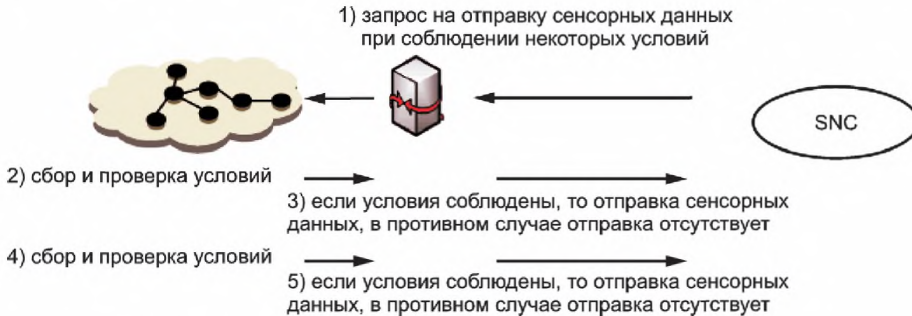 1) запрос на отправку сенсорных данных
при соблюдении некоторых условий
SNC
2) сбор и проверка условий
3) если условия соблюдены, то отправка сенсорных
данных, в противном случае отправка отсутствует
4) сбор и проверка условий
5) если условия соблюдены, то отправка сенсорных
данных, в противном случае отправка отсутствует